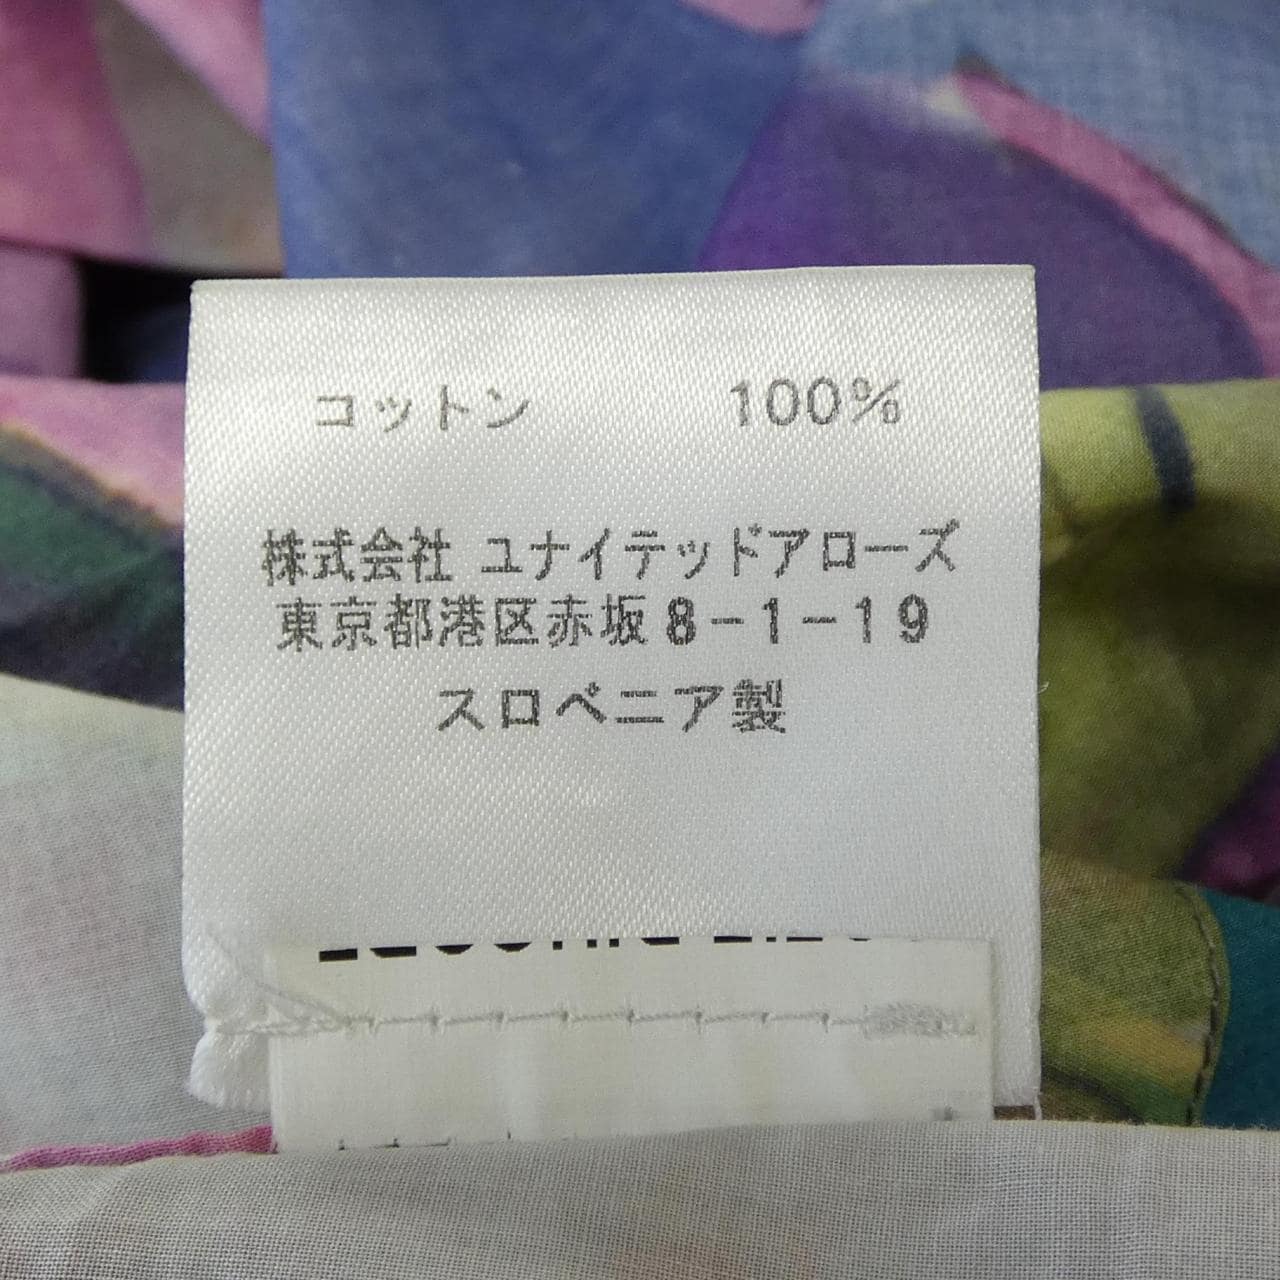 コットン 100%
株式会社 ユナイテッドアローズ
東京都港区赤坂8-1-19
スロベニア製